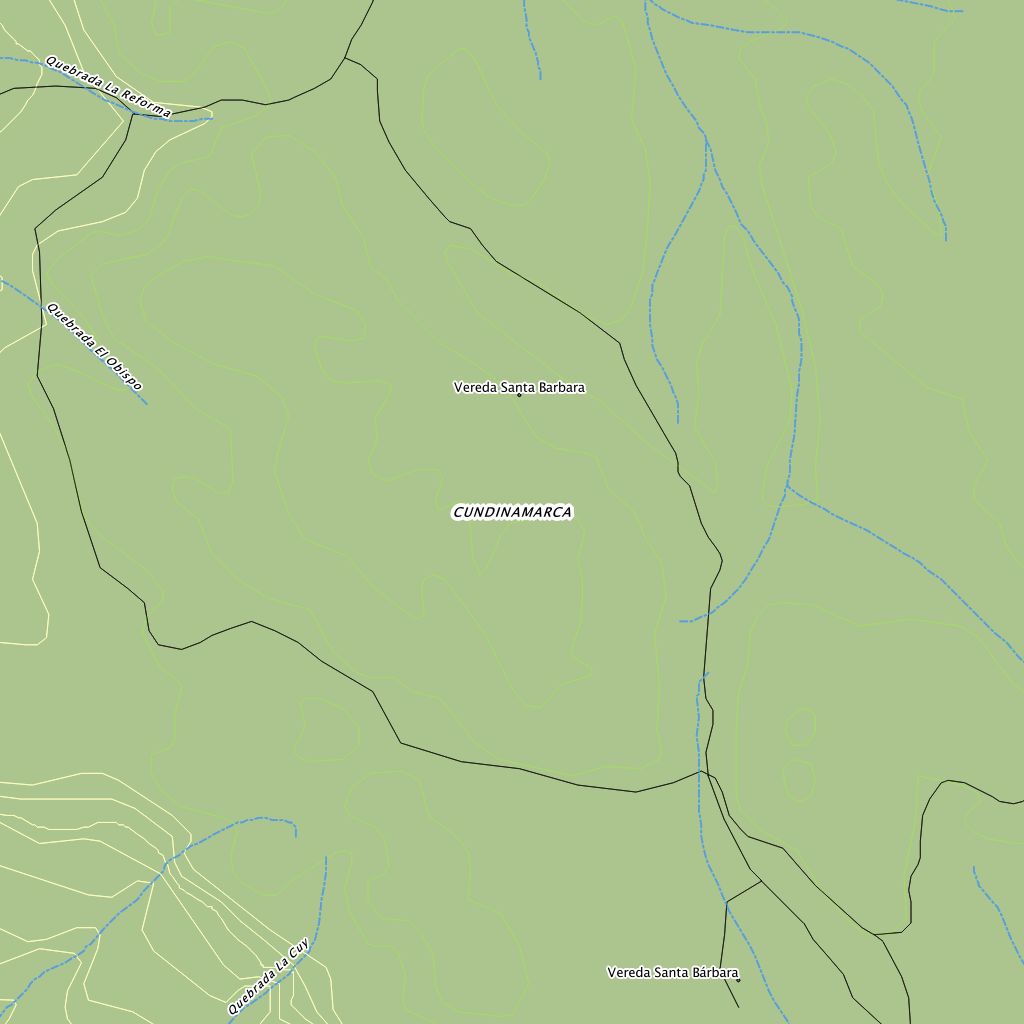 Quebrada La Reforma
Quebrada El Obispo
Vereda Santa Barbara
CUNDINAMARCA
Quebrada La Cuy
Vereda Santa Bárbara